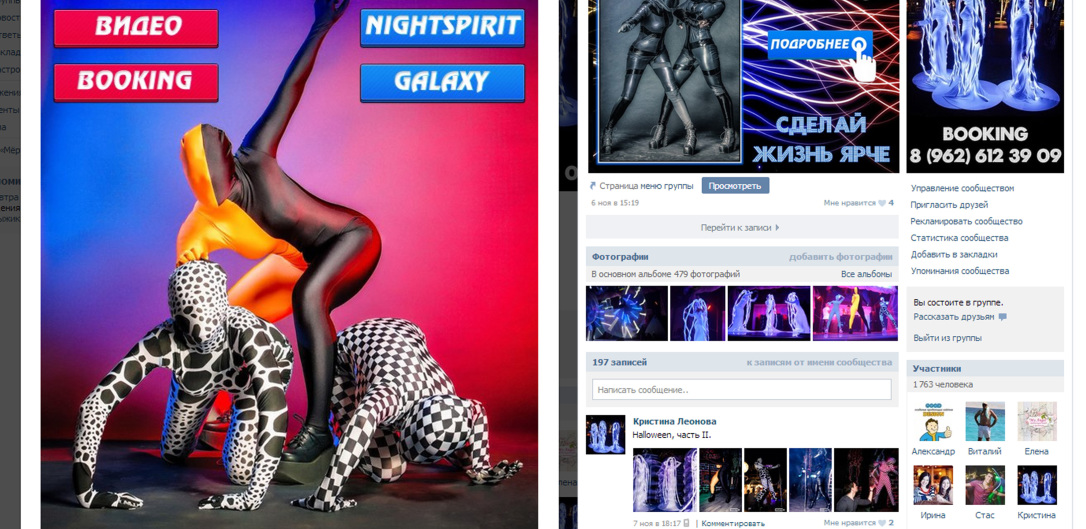 ВИДЕО
NIGHTSPIRIT
BOOKING
GALAXY
ПОДРОБНЕЕ
СДЕЛАЙ
ЖИЗНЬ ЯРЧЕ
Страница меню группы
Просмотреть
6 ноя в 15:19
Мне нравится 4
Перейти к записи
Фотографии
добавить фотографии
В основном альбоме 479 фотографий
Все альбомы
197 записей
к записям от имени сообщества
Написать сообщение..
Кристина Леонова
Halloween, часть II.
7 ноя в 18:17 | Комментировать
Мне нравится 2
BOOKING
8 (962) 612 39 09
Управление сообществом
Пригласить друзей
Рекламировать сообщество
Статистика сообщества
Добавить в закладки
Упоминания сообщества
Вы состоите в группе.
Рассказать друзьям
Выйти из группы
Участники
1 763 человека
Александр
Виталий
Елена
Ирина
Стас
Кристина